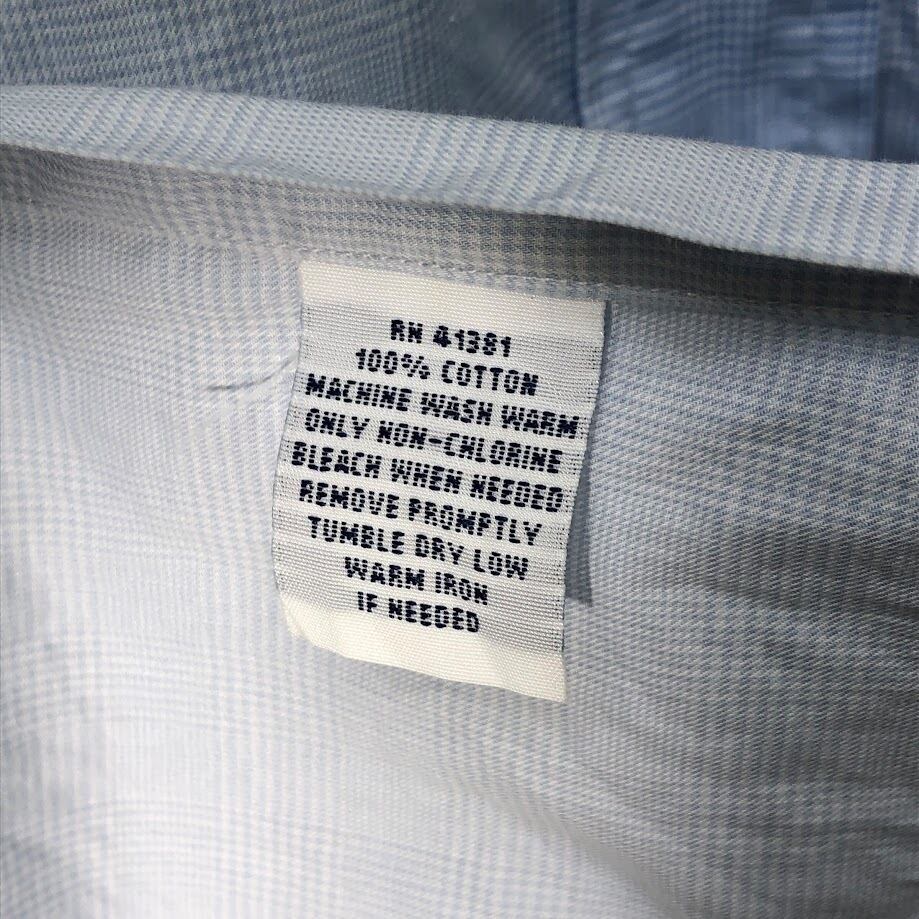 RN 41381
100% COTTON
MACHINE WASH WARM
ONLY NON-CHLORINE
BLEACH WHEN NEEDED
REMOVE PROMPTLY
TUMBLE DRY LOW
WARM IRON
IF NEEDED